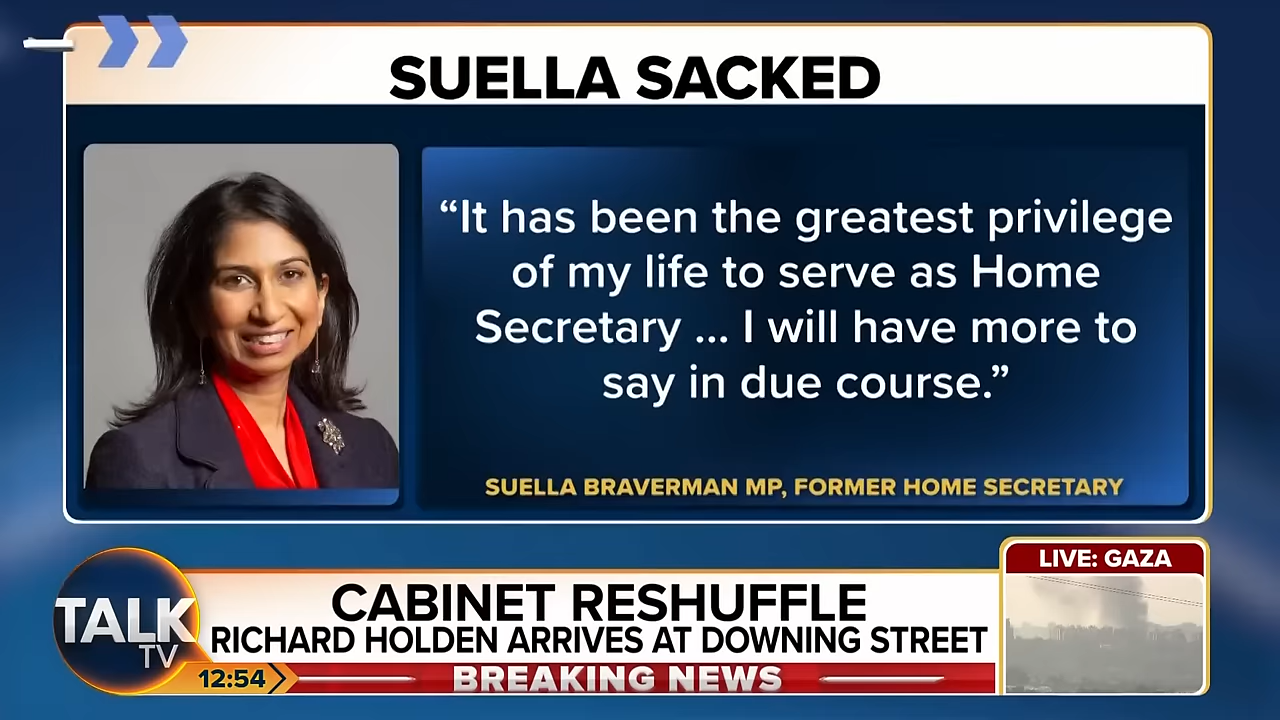 SUELLA SACKED
“It has been the greatest privilege
of my life to serve as Home
Secretary ... I will have more to
say in due course.”
SUELLA BRAVERMAN MP, FORMER HOME SECRETARY
LIVE: GAZA
CABINET RESHUFFLE
RICHARD HOLDEN ARRIVES AT DOWNING STREET
TALK
TV
12:54
BREAKING NEWS